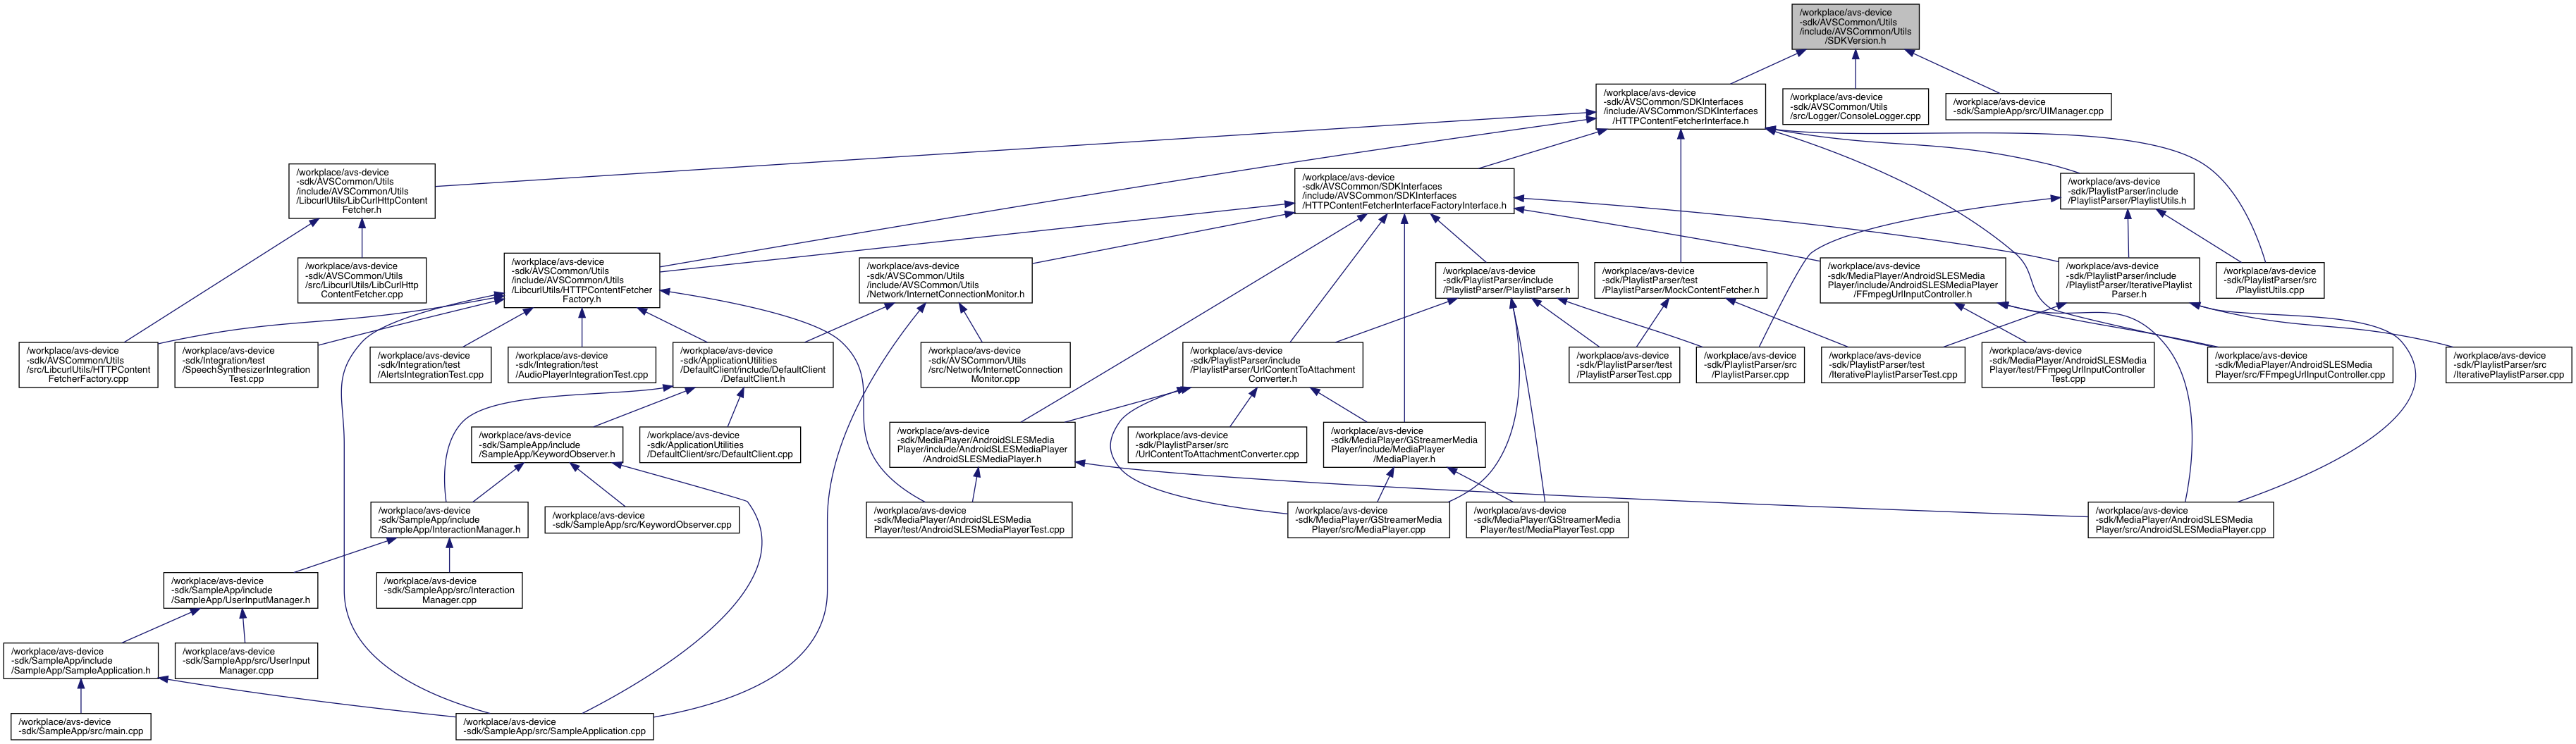 /workplace/avs-device
-sdk/AVSCommon/Utils
/include/AVSCommon/Utils
/SDKVersion.h
/workplace/avs-device
-sdk/AVSCommon/SDKInterfaces
/include/AVSCommon/SDKInterfaces
/HTTPContentFetcherInterface.h
/workplace/avs-device
-sdk/AVSCommon/Utils
/src/Logger/ConsoleLogger.cpp
/workplace/avs-device
-sdk/SampleApp/src/UIManager.cpp
/workplace/avs-device
-sdk/AVSCommon/Utils
/include/AVSCommon/Utils
/LibcurlUtils/LibCurlHttpContent
Fetcher.h
/workplace/avs-device
-sdk/AVSCommon/SDKInterfaces
/include/AVSCommon/SDKInterfaces
/HTTPContentFetcherInterfaceFactoryInterface.h
/workplace/avs-device
-sdk/PlaylistParser/include
/PlaylistParser/PlaylistUtils.h
/workplace/avs-device
-sdk/AVSCommon/Utils
/src/LibcurlUtils/LibCurlHttp
ContentFetcher.cpp
/workplace/avs-device
-sdk/AVSCommon/Utils
/include/AVSCommon/Utils
/LibcurlUtils/HTTPContentFetcher
Factory.h
/workplace/avs-device
-sdk/AVSCommon/Utils
/include/AVSCommon/Utils
/Network/InternetConnectionMonitor.h
/workplace/avs-device
-sdk/PlaylistParser/include
/PlaylistParser/PlaylistParser.h
/workplace/avs-device
-sdk/PlaylistParser/test
/PlaylistParser/MockContentFetcher.h
/workplace/avs-device
-sdk/MediaPlayer/AndroidSLESMedia
Player/include/AndroidSLESMediaPlayer
/FFmpegUrlInputController.h
/workplace/avs-device
-sdk/PlaylistParser/include
/PlaylistParser/IterativePlaylist
Parser.h
/workplace/avs-device
-sdk/PlaylistParser/src
/PlaylistUtils.cpp
/workplace/avs-device
-sdk/AVSCommon/Utils
/src/LibcurlUtils/HTTPContent
FetcherFactory.cpp
/workplace/avs-device
-sdk/Integration/test
/SpeechSynthesizerIntegration
Test.cpp
/workplace/avs-device
-sdk/Integration/test
/AlertsIntegrationTest.cpp
/workplace/avs-device
-sdk/Integration/test
/AudioPlayerIntegrationTest.cpp
/workplace/avs-device
-sdk/ApplicationUtilities
/DefaultClient/include/DefaultClient
/DefaultClient.h
/workplace/avs-device
-sdk/AVSCommon/Utils
/src/Network/InternetConnection
Monitor.cpp
/workplace/avs-device
-sdk/PlaylistParser/include
/PlaylistParser/UrlContentToAttachment
Converter.h
/workplace/avs-device
-sdk/PlaylistParser/test
/PlaylistParserTest.cpp
/workplace/avs-device
-sdk/PlaylistParser/src
/PlaylistParser.cpp
/workplace/avs-device
-sdk/PlaylistParser/test
/IterativePlaylistParserTest.cpp
/workplace/avs-device
-sdk/MediaPlayer/AndroidSLESMedia
Player/test/FFmpegUrlInputController
Test.cpp
/workplace/avs-device
-sdk/MediaPlayer/AndroidSLESMedia
Player/src/FFmpegUrlInputController.cpp
/workplace/avs-device
-sdk/PlaylistParser/src
/IterativePlaylistParser.cpp
/workplace/avs-device
-sdk/SampleApp/include
/SampleApp/KeywordObserver.h
/workplace/avs-device
-sdk/ApplicationUtilities
/DefaultClient/src/DefaultClient.cpp
/workplace/avs-device
-sdk/MediaPlayer/AndroidSLESMedia
Player/include/AndroidSLESMediaPlayer
/AndroidSLESMediaPlayer.h
/workplace/avs-device
-sdk/PlaylistParser/src
/UrlContentToAttachmentConverter.cpp
/workplace/avs-device
-sdk/MediaPlayer/GStreamerMedia
Player/include/MediaPlayer
/MediaPlayer.h
/workplace/avs-device
-sdk/SampleApp/include
/SampleApp/InteractionManager.h
/workplace/avs-device
-sdk/SampleApp/src/KeywordObserver.cpp
/workplace/avs-device
-sdk/MediaPlayer/AndroidSLESMedia
Player/test/AndroidSLESMediaPlayerTest.cpp
/workplace/avs-device
-sdk/MediaPlayer/GStreamerMedia
Player/src/MediaPlayer.cpp
/workplace/avs-device
-sdk/MediaPlayer/GStreamerMedia
Player/test/MediaPlayerTest.cpp
/workplace/avs-device
-sdk/MediaPlayer/AndroidSLESMedia
Player/src/AndroidSLESMediaPlayer.cpp
/workplace/avs-device
-sdk/SampleApp/include
/SampleApp/UserInputManager.h
/workplace/avs-device
-sdk/SampleApp/src/Interaction
Manager.cpp
/workplace/avs-device
-sdk/SampleApp/include
/SampleApp/SampleApplication.h
/workplace/avs-device
-sdk/SampleApp/src/UserInput
Manager.cpp
/workplace/avs-device
-sdk/SampleApp/src/main.cpp
/workplace/avs-device
-sdk/SampleApp/src/SampleApplication.cpp